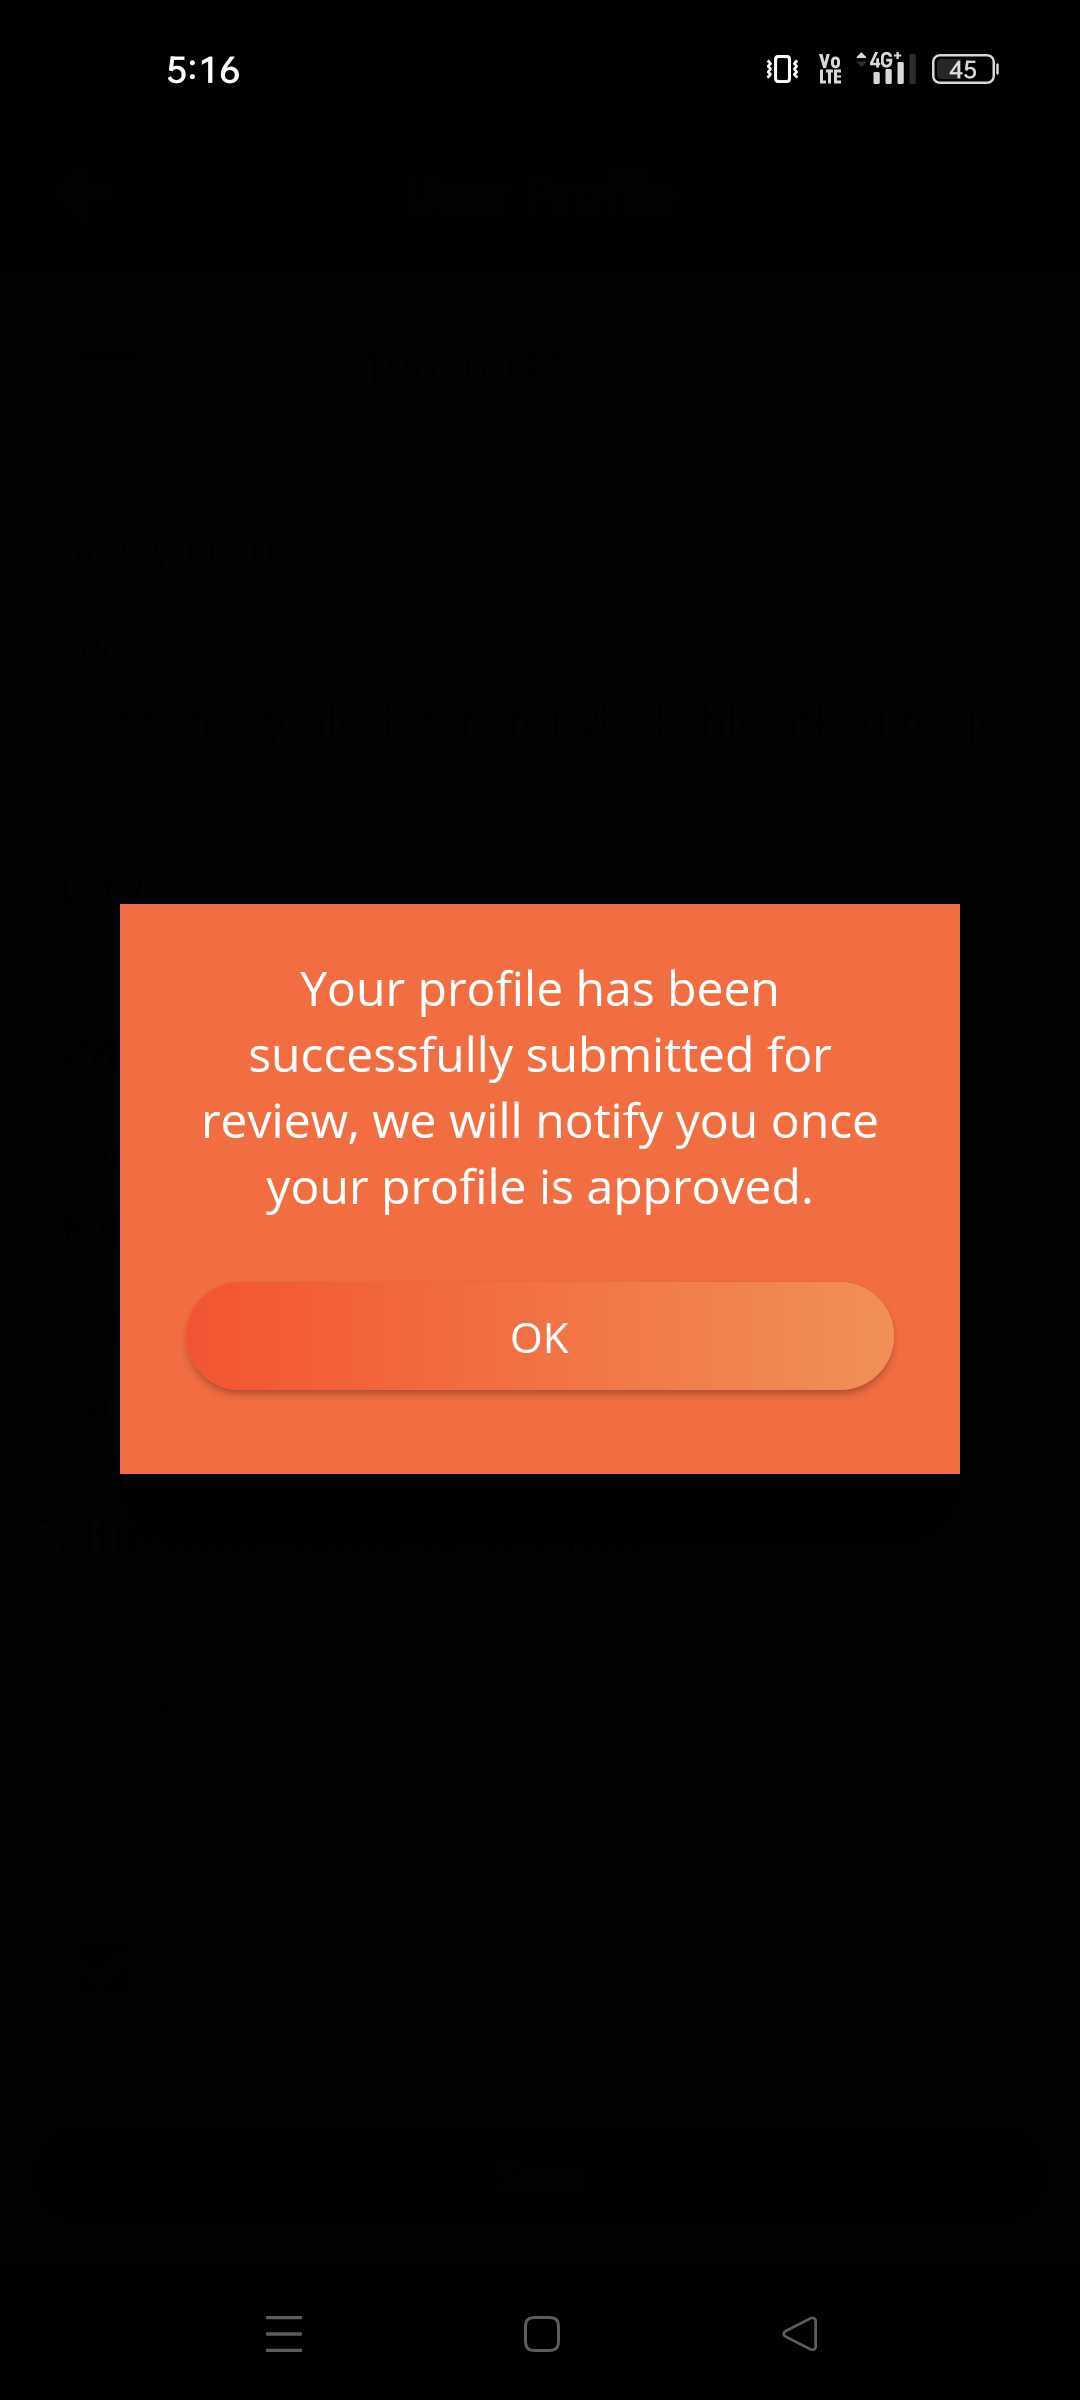 5:16
Vo
LTE
4G+
45
Your profile has been
successfully submitted for
review, we will notify you once
your profile is approved.
OK